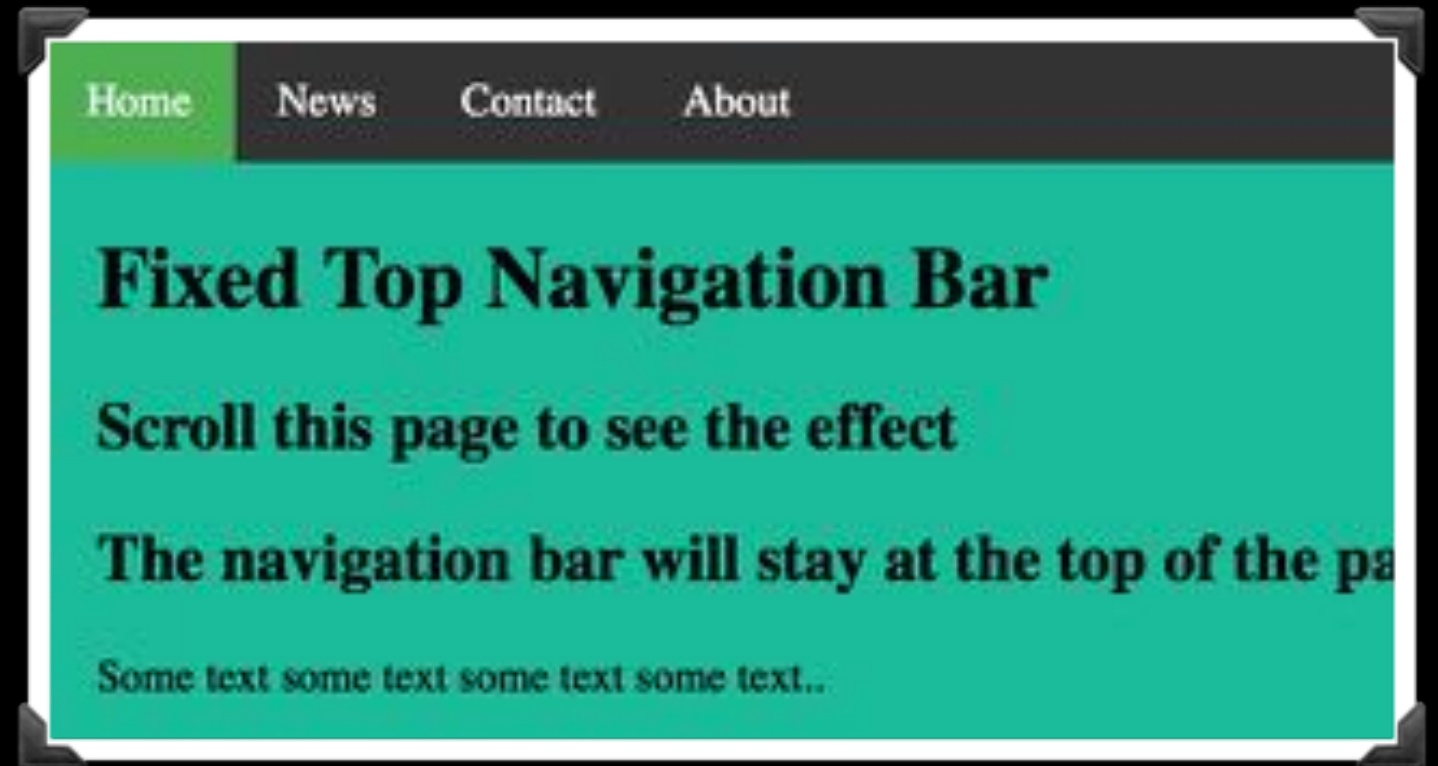 Home News Contact About
Fixed Top Navigation Bar
Scroll this page to see the effect
The navigation bar will stay at the top of the pa
Some text some text some text some text..